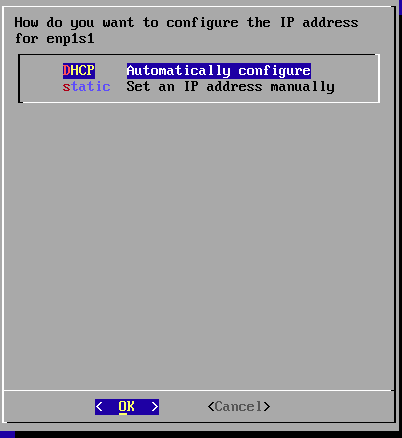 How do you want to configure the IP address
for enp1s1
DHCP Automatically configure
static Set an IP address manually
< OK > <Cancel>